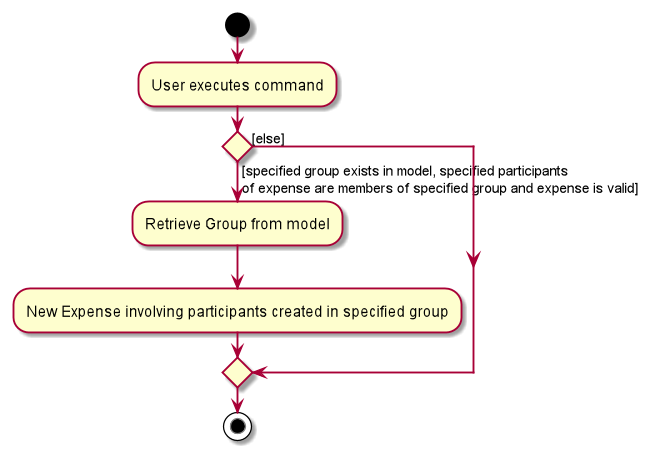 User executes command
[else]
[specified group exists in model, specified participants
of expense are members of specified group and expense is valid]
Retrieve Group from model
New Expense involving participants created in specified group